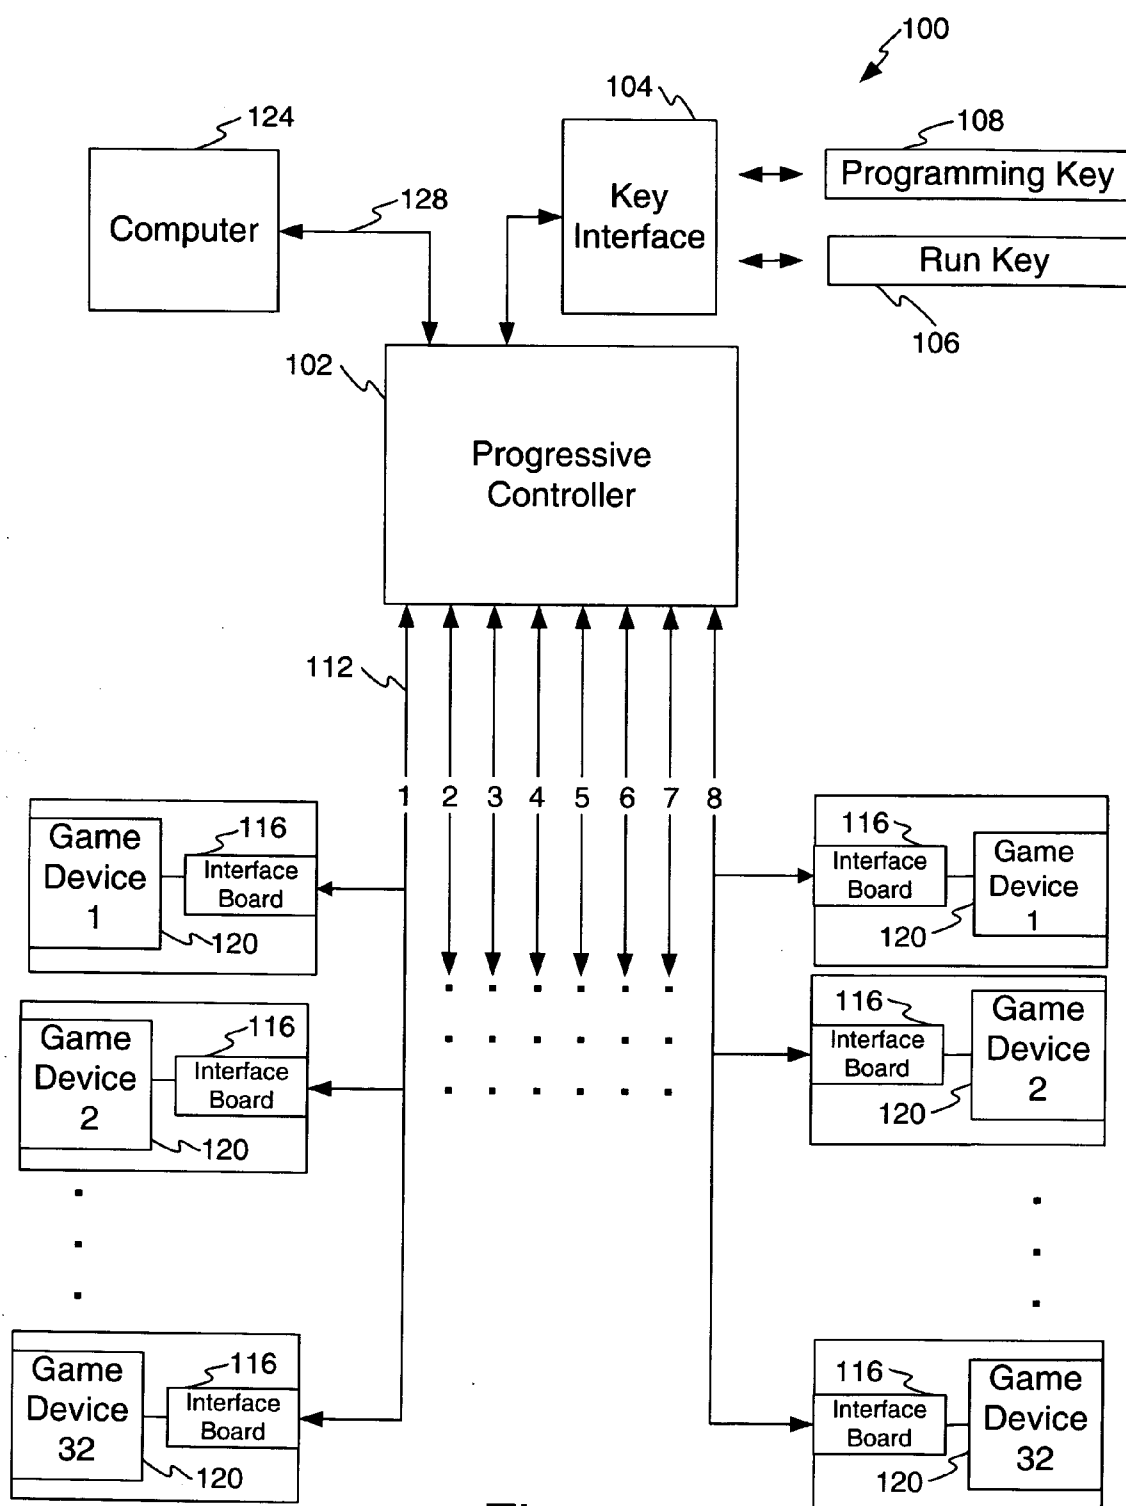 100
104
124
108
Programming Key
Key
Interface
128
Computer
Run Key
106
102
Progressive
Controller
112
1 2 3 4 5 6 7 8
Game
Device
1
116
Interface
Board
120
116
Interface
Board
Game
Device
1
120
Game
Device
2
116
Interface
Board
120
116
Interface
Board
Game
Device
2
120
Game
Device
32
116
Interface
Board
120
116
Interface
Board
Game
Device
32
120